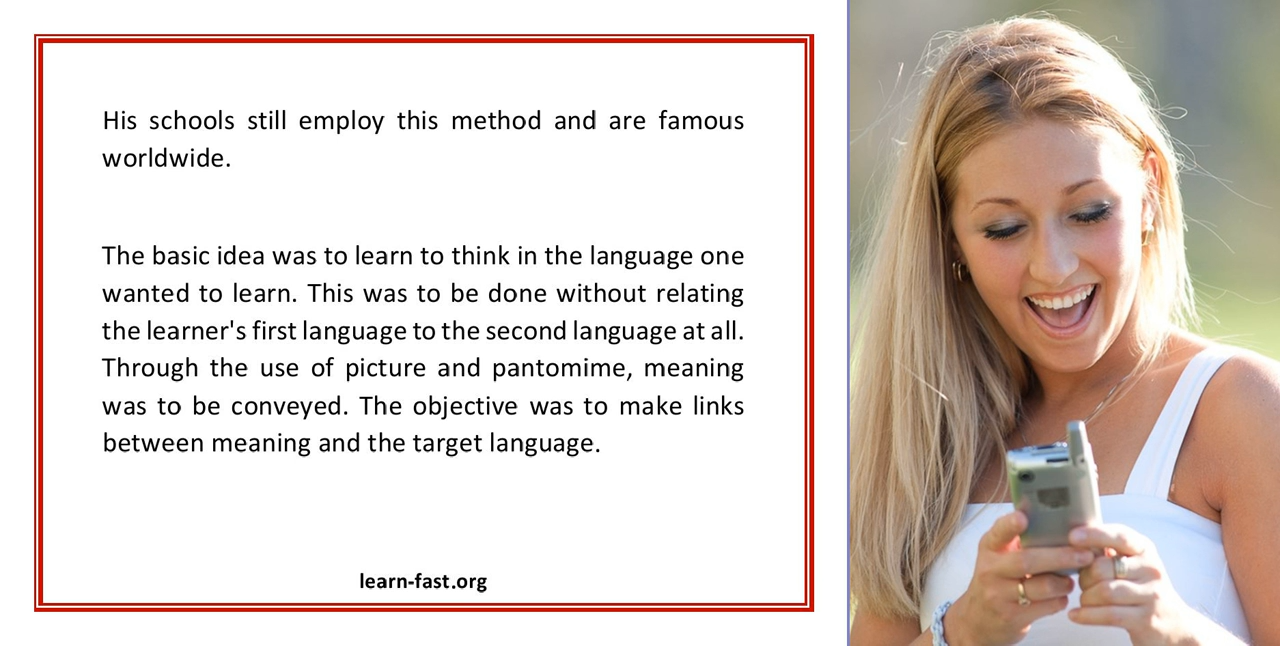 His schools still employ this method and are famous
worldwide.
The basic idea was to learn to think in the language one
wanted to learn. This was to be done without relating
the learner's first language to the second language at all.
Through the use of picture and pantomime, meaning
was to be conveyed. The objective was to make links
between meaning and the target language.
learn-fast.org